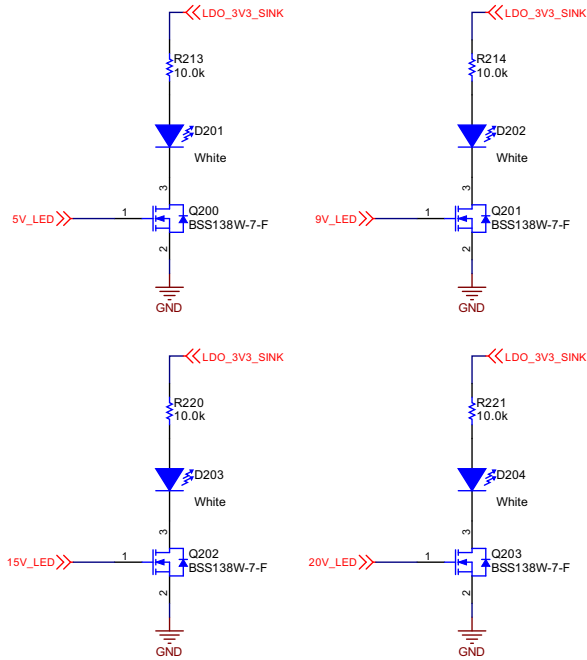 LDO_3V3_SINK
R213
10.0k
D201
White
3
Q200
BSS138W-7-F
1
5V_LED
2
GND
LDO_3V3_SINK
R214
10.0k
D202
White
3
Q201
BSS138W-7-F
1
9V_LED
2
GND
LDO_3V3_SINK
R220
10.0k
D203
White
3
Q202
BSS138W-7-F
1
15V_LED
2
GND
LDO_3V3_SINK
R221
10.0k
D204
White
3
Q203
BSS138W-7-F
1
20V_LED
2
GND